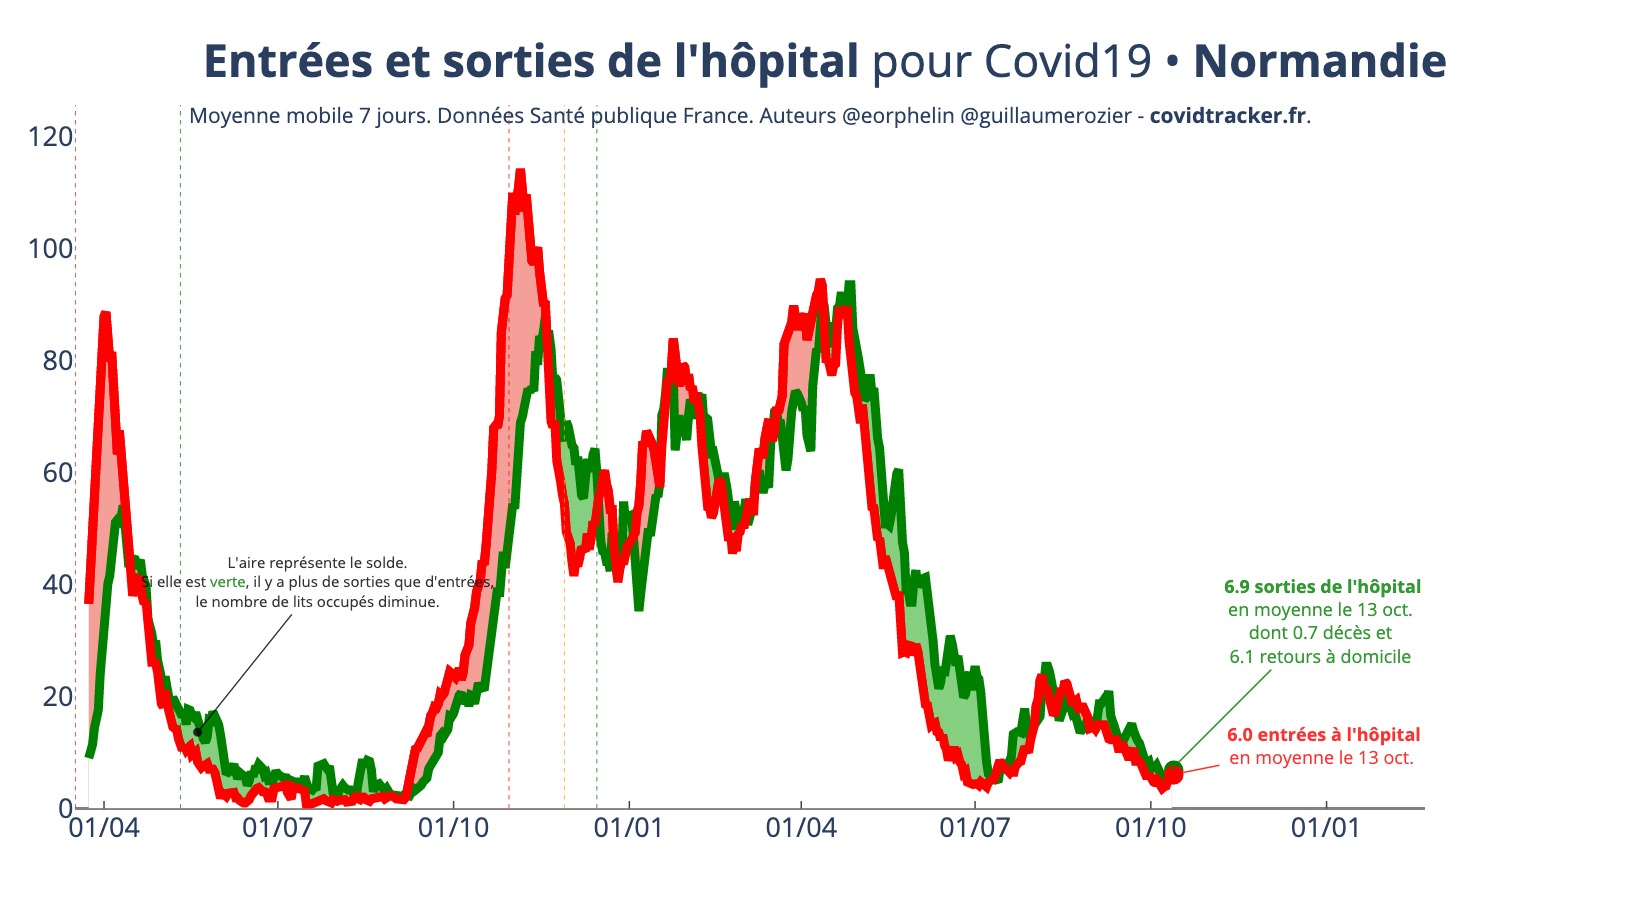 Entrées et sorties de l'hôpital pour Covid19 • Normandie
Moyenne mobile 7 jours. Données Santé publique France. Auteurs @eorphelin @guillaumerozier - covidtracker.fr.
120
100
80
60
40
20
0
L'aire représente le solde.
Si elle est verte, il y a plus de sorties que d'entrées,
le nombre de lits occupés diminue.
6.9 sorties de l'hôpital
en moyenne le 13 oct.
dont 0.7 décès et
6.1 retours à domicile
6.0 entrées à l'hôpital
en moyenne le 13 oct.
01/04 01/07 01/10 01/01 01/04 01/07 01/10 01/01